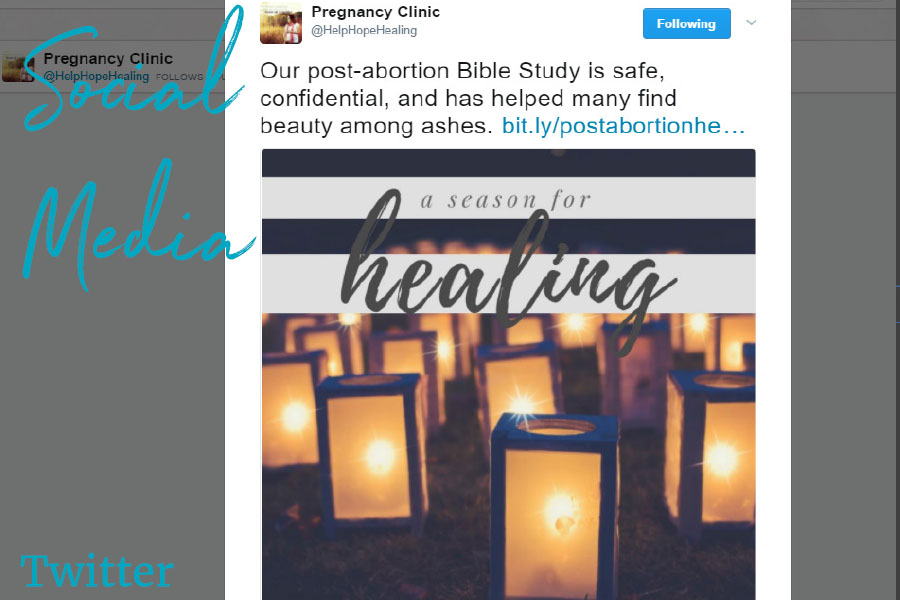 Social
Media
Twitter
Pregnancy Clinic
@HelpHopeHealing FOLLOWS
Pregnancy Clinic
@HelpHopeHealing
Following
Our post-abortion Bible Study is safe,
confidential, and has helped many find
beauty among ashes. bit.ly/postabortionhe…
a season for
healing